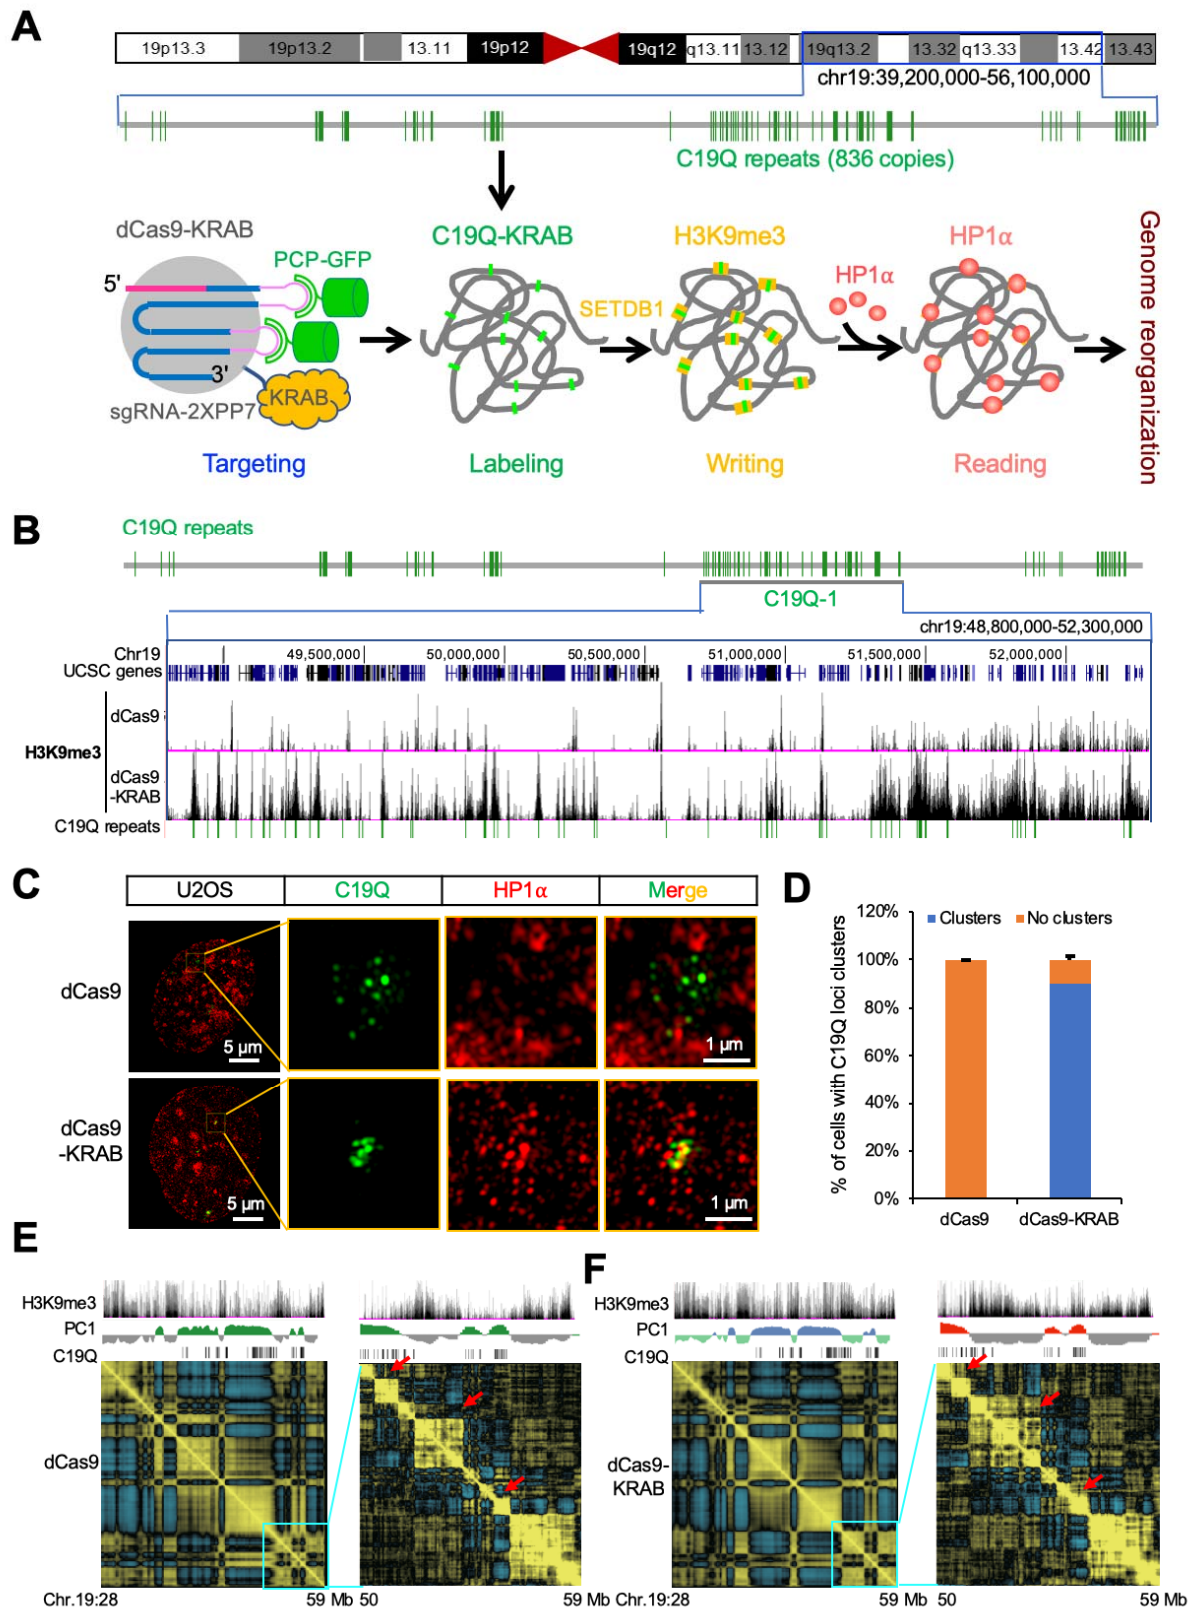 A
19p13.3
19p13.2
13.11
19p12
19q12
q13.11
13.12
19q13.2
13.32
q13.33
13.42
13.43
chr19:39,200,000-56,100,000
C19Q repeats (836 copies)
dCas9-KRAB
PCP-GFP
5'
3'
KRAB
sgRNA-2XPP7
Targeting
C19Q-KRAB
Labeling
SETDB1
H3K9me3
Writing
HP1α
HP1α
Reading
Genome reorganization
B
C19Q repeats
C19Q-1
chr19:48,800,000-52,300,000
Chr19
49,500,000
50,000,000
50,500,000
51,000,000
51,500,000
52,000,000
UCSC genes
H3K9me3
dCas9
dCas9
-KRAB
C19Q repeats
C
U2OS
C19Q
HP1α
Merge
dCas9
5 µm
1 µm
dCas9
-KRAB
5 µm
1 µm
D
% of cells with C19Q loci clusters
120%
100%
80%
60%
40%
20%
0%
Clusters
No clusters
dCas9
dCas9-KRAB
E
H3K9me3
PC1
C19Q
dCas9
Chr.19:28
59 Mb
50
59 Mb
F
H3K9me3
PC1
C19Q
dCas9-
KRAB
Chr.19:28
59 Mb
50
59 Mb